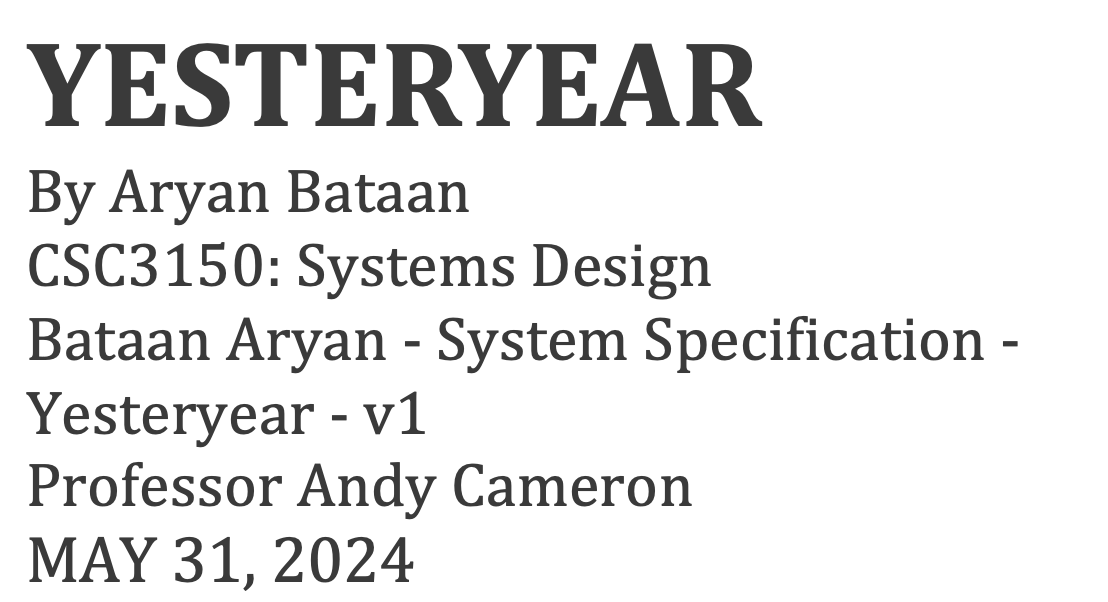 YESTERYEAR
By Aryan Bataan
CSC3150: Systems Design
Bataan Aryan - System Specification -
Yesteryear - v1
Professor Andy Cameron
MAY 31, 2024